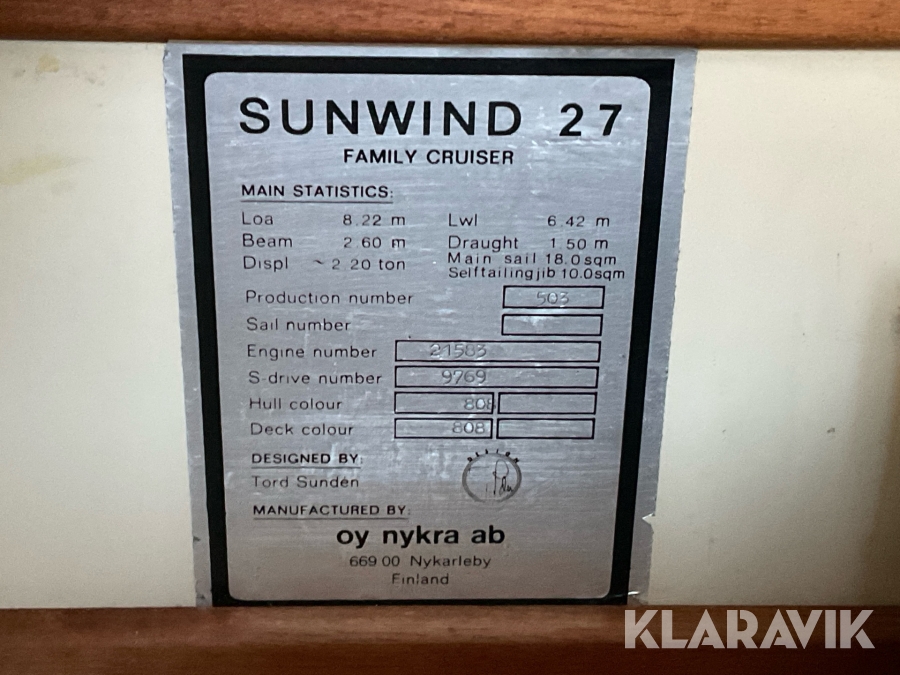 SUNWIND 27
FAMILY CRUISER
MAIN STATISTICS:
Loa 8.22 m Lwl 6.42 m
Beam 2.60 m Draught 1.50 m
Displ ~ 2 20 ton Main sail 18.0sqm
Selftailingjib 10.0sqm
Production number 503
Sail number
Engine number 21583
S-drive number 9769
Hull colour 808
Deck colour 808
DESIGNED BY:
DESIGN
Tord Sundén
MANUFACTURED BY:
oy nykra ab
669 00 Nykarleby
Finland
KLARAVIK